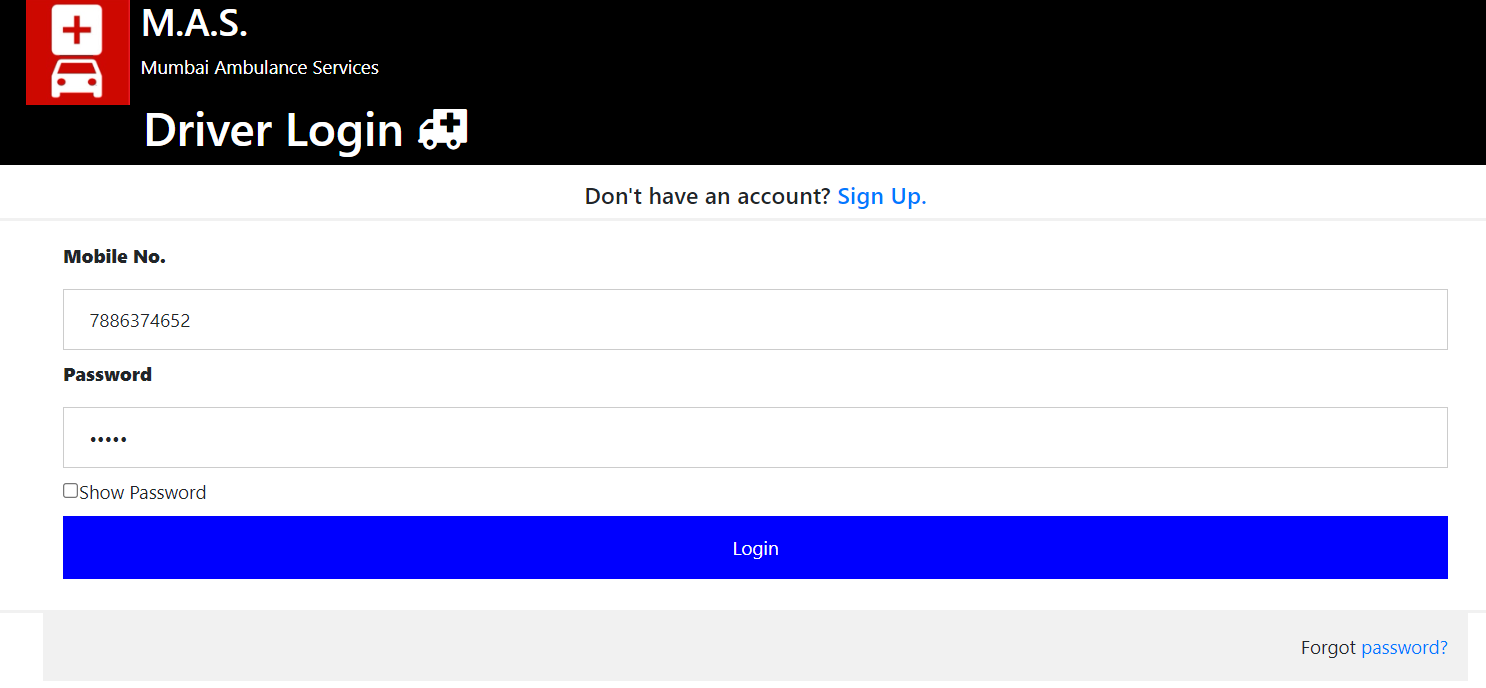 M.A.S.
Mumbai Ambulance Services
Driver Login
Don't have an account? Sign Up.
Mobile No.
7886374652
Password
•••••
Show Password
Login
Forgot password?